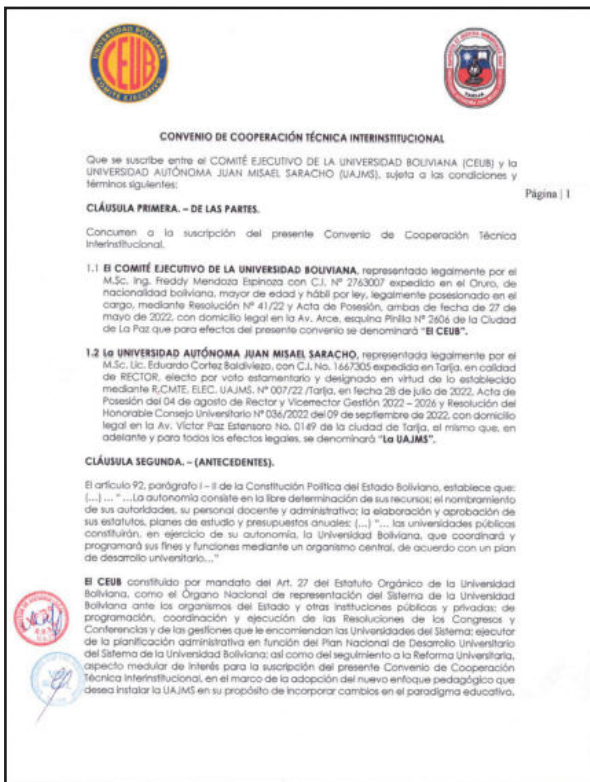 UNIVERSIDAD BOLIVIANA
CEUB
COMITÉ EJECUTIVO
TARIJA
CONVENIO DE COOPERACIÓN TÉCNICA INTERINSTITUCIONAL
Que se suscribe entre el COMITÉ EJECUTIVO DE LA UNIVERSIDAD BOLIVIANA (CEUB) y la
UNIVERSIDAD AUTÓNOMA JUAN MISAEL SARACHO (UAJMS), sujeta a las condiciones y
términos siguientes:
Página | 1
CLÁUSULA PRIMERA. – DE LAS PARTES.
Concurren a la suscripción del presente Convenio de Cooperación Técnica
Interinstitucional.
1.1 El COMITÉ EJECUTIVO DE LA UNIVERSIDAD BOLIVIANA, representado legalmente por el
M.Sc. Ing. Freddy Mendoza Espinoza con C.I. Nº 2763007 expedido en el Oruro, de
nacionalidad boliviana, mayor de edad y hábil por ley, legalmente posesionado en el
cargo, mediante Resolución Nº 41/22 y Acta de Posesión, ambas de fecha de 27 de
mayo de 2022, con domicilio legal en la Av. Arce, esquina Pinilla Nº 2606 de la Ciudad
de La Paz que para efectos del presente convenio se denominará "El CEUB".
1.2 La UNIVERSIDAD AUTÓNOMA JUAN MISAEL SARACHO, representada legalmente por el
M.Sc. Lic. Eduardo Cortez Baldiviezo, con C.I. No. 1667305 expedida en Tarija, en calidad
de RECTOR, electo por voto estamentario y designado en virtud de lo establecido
mediante R.CMTE. ELEC. UAJMS. Nº 007/22 /Tarija, en fecha 28 de julio de 2022, Acta de
Posesión del 04 de agosto de Rector y Vicerrector Gestión 2022 – 2026 y Resolución del
Honorable Consejo Universitario Nº 036/2022 del 09 de septiembre de 2022, con domicilio
legal en la Av. Víctor Paz Estensoro No. 0149 de la ciudad de Tarija, el mismo que, en
adelante y para todos los efectos legales, se denominará "La UAJMS".
CLÁUSULA SEGUNDA. – (ANTECEDENTES).
El artículo 92, parágrafo I – II de la Constitución Política del Estado Boliviano, establece que:
(...) ... " ...La autonomía consiste en la libre determinación de sus recursos; el nombramiento
de sus autoridades, su personal docente y administrativo; la elaboración y aprobación de
sus estatutos, planes de estudio y presupuestos anuales; (...) "... las universidades públicas
constituirán, en ejercicio de su autonomía, la Universidad Boliviana, que coordinará y
programará sus fines y funciones mediante un organismo central, de acuerdo con un plan
de desarrollo universitario..."
El CEUB constituido por mandato del Art. 27 del Estatuto Orgánico de la Universidad
Boliviana, como el Órgano Nacional de representación del Sistema de la Universidad
Boliviana ante los organismos del Estado y otras instituciones públicas y privadas; de
programación, coordinación y ejecución de las Resoluciones de los Congresos y
Conferencias y de las gestiones que le encomiendan las Universidades del Sistema; ejecutor
de la planificación administrativa en función del Plan Nacional de Desarrollo Universitario
del Sistema de la Universidad Boliviana; así como del seguimiento a la Reforma Universitaria,
aspecto medular de interés para la suscripción del presente Convenio de Cooperación
Técnica Interinstitucional, en el marco de la adopción del nuevo enfoque pedagógico que
desea instalar la UAJMS en su propósito de incorporar cambios en el paradigma educativo,